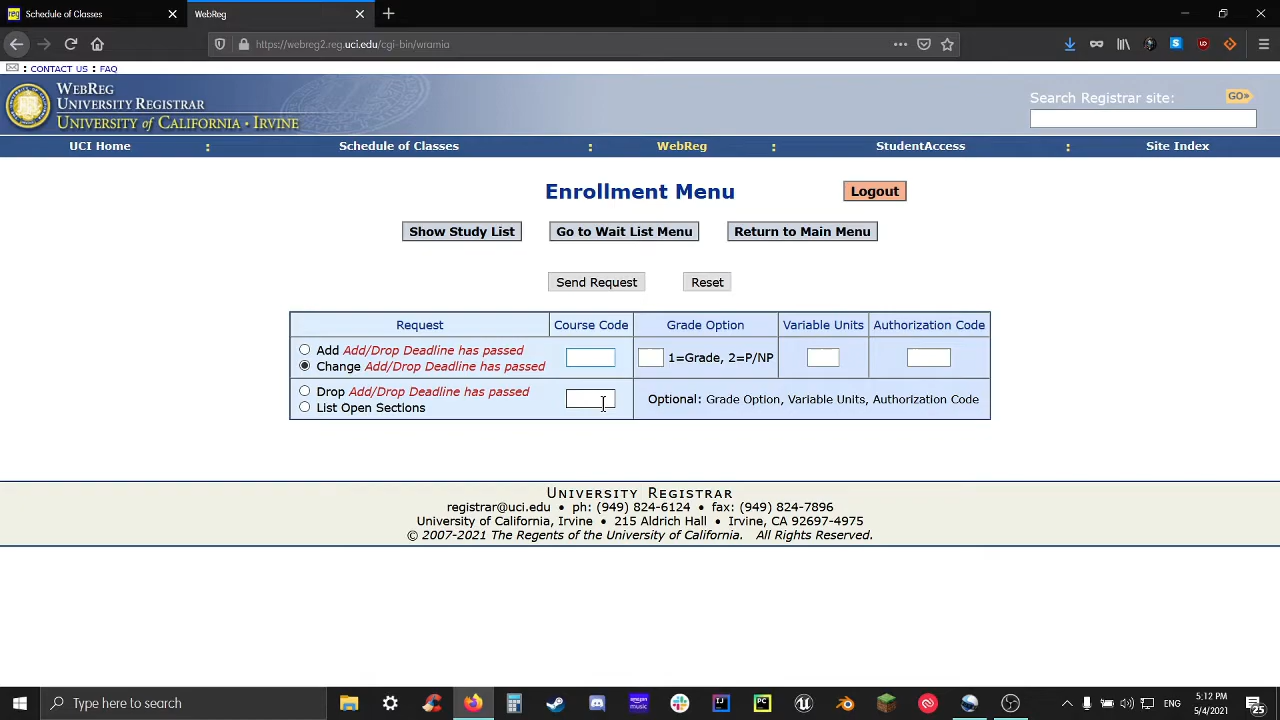 Schedule of Classes
WebReg
https://webreg2.reg.uci.edu/cgi-bin/wramia
: CONTACT US : FAQ
WEBREG
UNIVERSITY REGISTRAR
UNIVERSITY of CALIFORNIA · IRVINE
Search Registrar site:
GO»
UCI Home : Schedule of Classes : WebReg : StudentAccess : Site Index
Enrollment Menu
Logout
Show Study List
Go to Wait List Menu
Return to Main Menu
Send Request
Reset
Request
Course Code
Grade Option
Variable Units
Authorization Code
Add Add/Drop Deadline has passed
Change Add/Drop Deadline has passed
1=Grade, 2=P/NP
Drop Add/Drop Deadline has passed
List Open Sections
Optional: Grade Option, Variable Units, Authorization Code
UNIVERSITY REGISTRAR
registrar@uci.edu • ph: (949) 824-6124 • fax: (949) 824-7896
University of California, Irvine • 215 Aldrich Hall • Irvine, CA 92697-4975
© 2007-2021 The Regents of the University of California. All Rights Reserved.
Type here to search
ENG
5:12 PM
5/4/2021
25